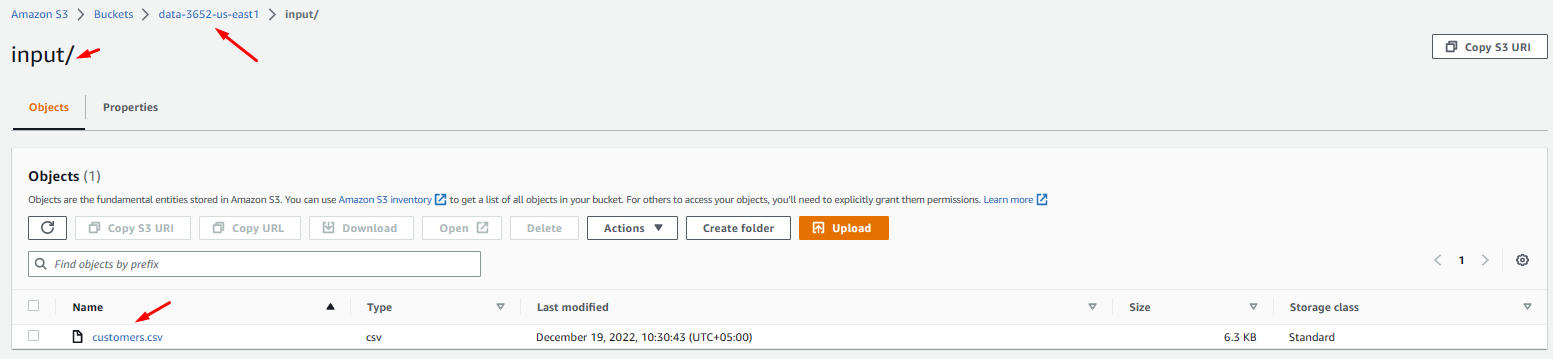 Amazon S3 > Buckets > data-3652-us-east1 > input/
input/
Copy S3 URI
Objects Properties
Objects (1)
Objects are the fundamental entities stored in Amazon S3. You can use Amazon S3 inventory to get a list of all objects in your bucket. For others to access your objects, you'll need to explicitly grant them permissions. Learn more
Copy S3 URI Copy URL Download Open Delete Actions Create folder Upload
Find objects by prefix
1
Name Type Last modified Size Storage class
customers.csv csv December 19, 2022, 10:30:43 (UTC+05:00) 6.3 KB Standard